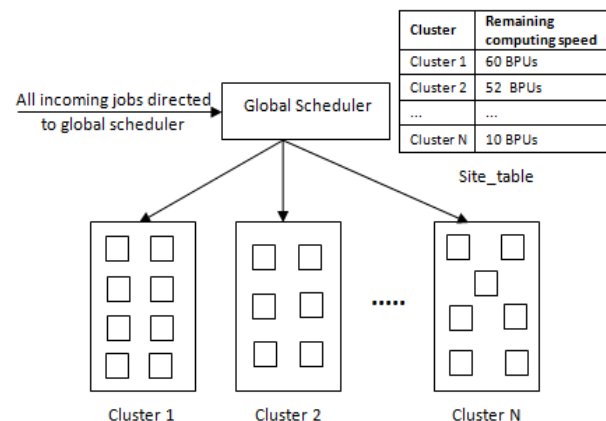 Cluster Remaining
computing speed
Cluster 1 60 BPUs
Cluster 2 52 BPUs
... ...
Cluster N 10 BPUs
Site_table
All incoming jobs directed
to global scheduler
Global Scheduler
.....
Cluster 1 Cluster 2 Cluster N